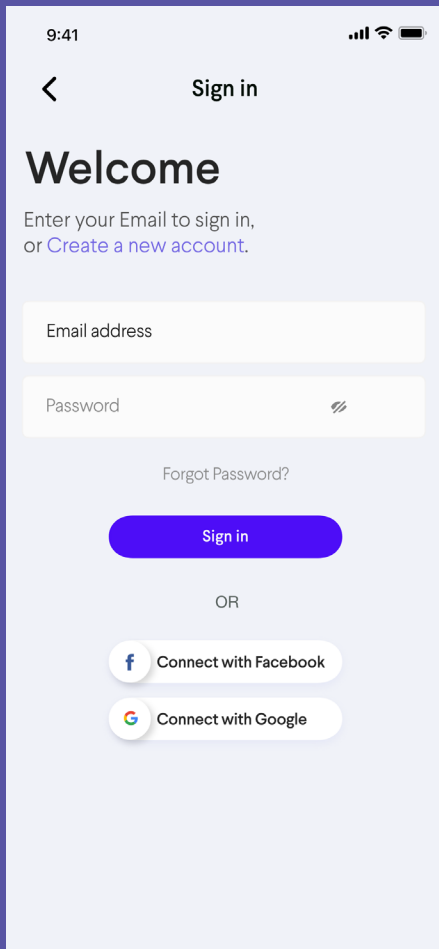 9:41
Sign in
Welcome
Enter your Email to sign in,
or Create a new account.
Email address
Password
Forgot Password?
Sign in
OR
f Connect with Facebook
G Connect with Google